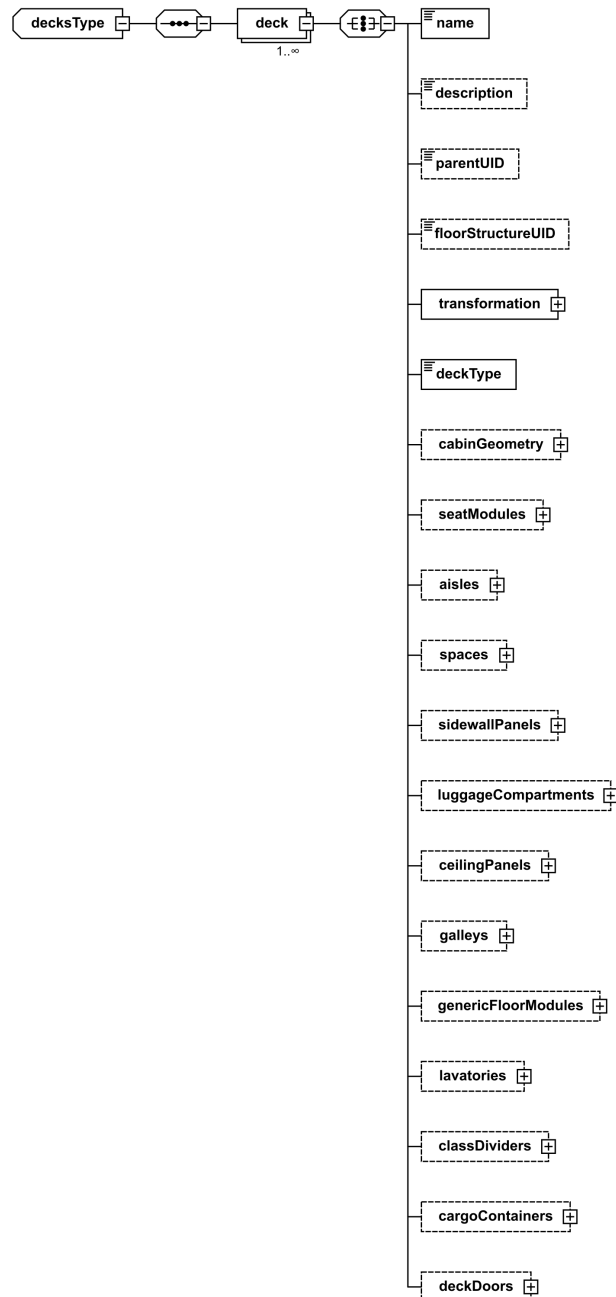 decksType
deck
1..∞
name
description
parentUID
floorStructureUID
transformation
deckType
cabinGeometry
seatModules
aisles
spaces
sidewallPanels
luggageCompartments
ceilingPanels
galleys
genericFloorModules
lavatories
classDividers
cargoContainers
deckDoors